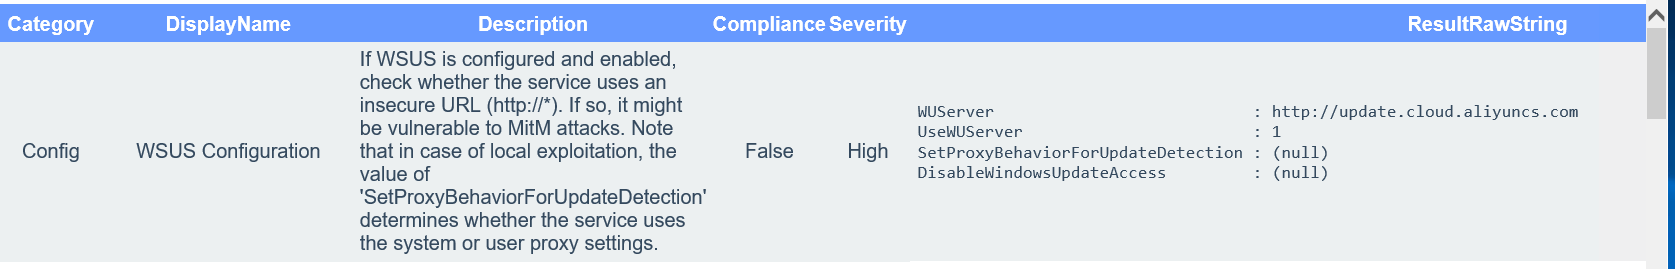 Category DisplayName Description Compliance Severity ResultRawString
If WSUS is configured and enabled,
check whether the service uses an
insecure URL (http://*). If so, it might
be vulnerable to MitM attacks. Note
that in case of local exploitation, the
value of
'SetProxyBehaviorForUpdateDetection'
determines whether the service uses
the system or user proxy settings.
Config WSUS Configuration False High
WUServer : http://update.cloud.aliyuncs.com
UseWUServer : 1
SetProxyBehaviorForUpdateDetection : (null)
DisableWindowsUpdateAccess : (null)